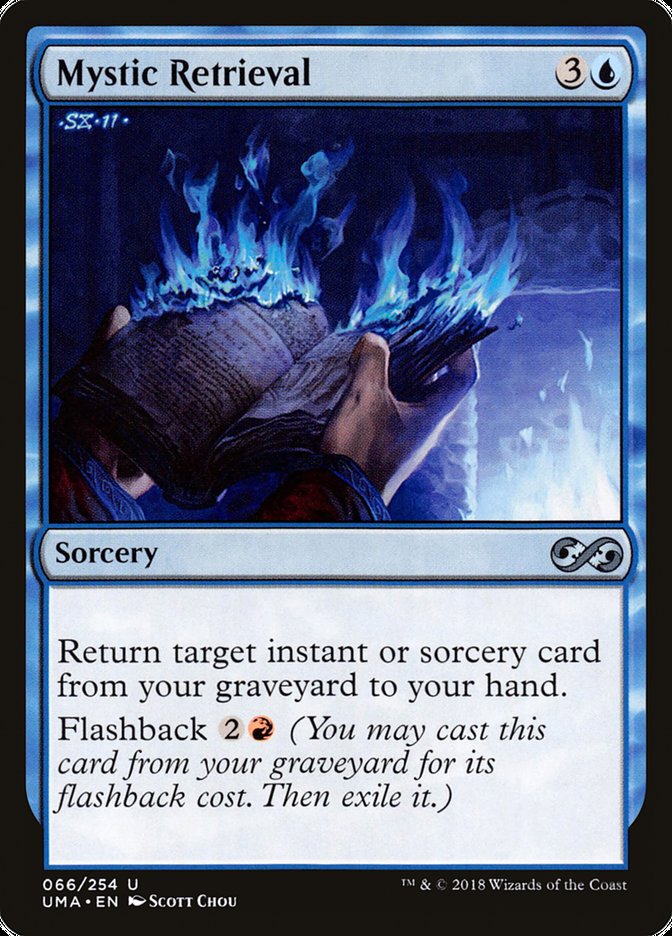 Mystic Retrieval 3
·SZ·11·
Sorcery
Return target instant or sorcery card
from your graveyard to your hand.
Flashback 2 (You may cast this
card from your graveyard for its
flashback cost. Then exile it.)
066/254 U
™ & © 2018 Wizards of the Coast
UMA • EN Scott Chou